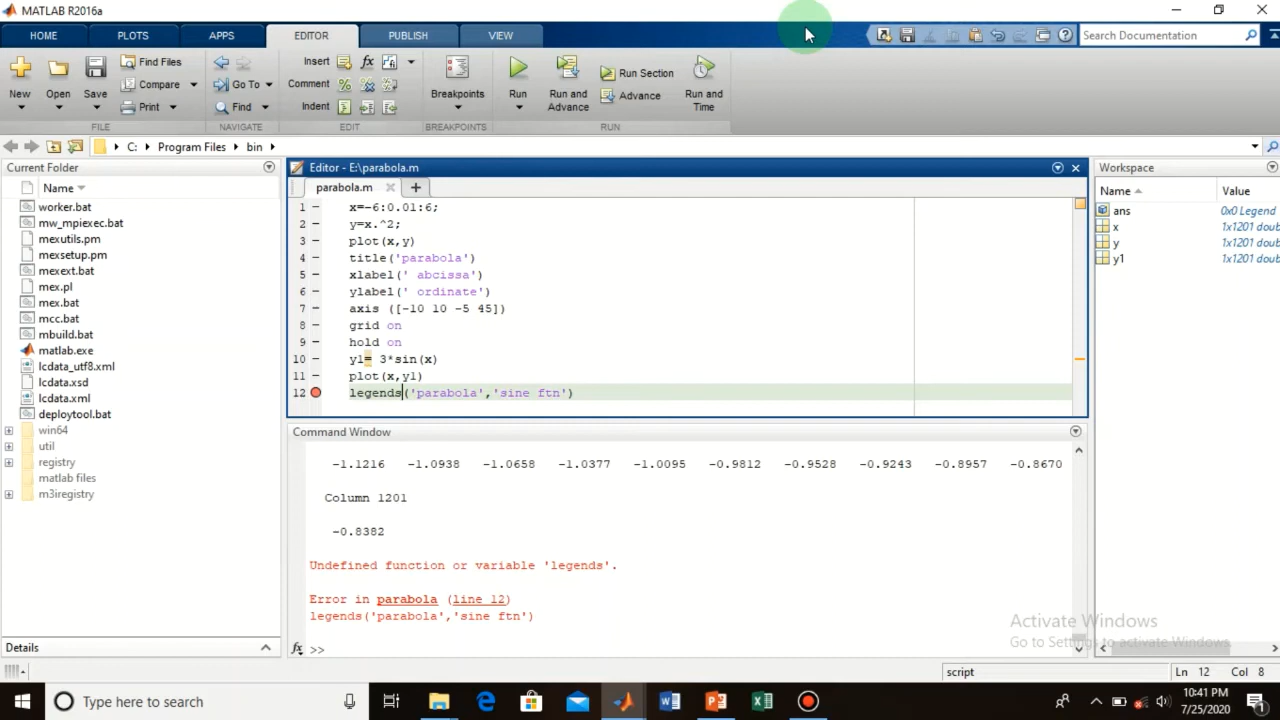 MATLAB R2016a
HOME PLOTS APPS EDITOR PUBLISH VIEW Search Documentation
New Open Save Find Files Compare Print
Go To Find
Insert fx
Comment
Indent
Breakpoints Run Run and Advance Run Section Advance Run and Time
FILE NAVIGATE EDIT BREAKPOINTS RUN
C: Program Files bin
Current Folder
Name
worker.bat
mw_mpiexec.bat
mexutils.pm
mexsetup.pm
mexext.bat
mex.pl
mex.bat
mcc.bat
mbuild.bat
matlab.exe
lcdata_utf8.xml
lcdata.xsd
lcdata.xml
deploytool.bat
win64
util
registry
matlab files
m3iregistry
Details
Editor - E:\parabola.m
parabola.m
1 - x=-6:0.01:6;
2 - y=x.^2;
3 - plot(x,y)
4 - title('parabola')
5 - xlabel(' abcissa')
6 - ylabel(' ordinate')
7 - axis ([-10 10 -5 45])
8 - grid on
9 - hold on
10 - y1= 3*sin(x)
11 - plot(x,y1)
12 legends('parabola','sine ftn')
Command Window
-1.1216 -1.0938 -1.0658 -1.0377 -1.0095 -0.9812 -0.9528 -0.9243 -0.8957 -0.8670
Column 1201
-0.8382
Undefined function or variable 'legends'.
Error in parabola (line 12)
legends('parabola','sine ftn')
fx >>
Workspace
Name Value
ans 0x0 Legend
x 1x1201 doub
y 1x1201 doub
y1 1x1201 doub
Activate Windows
Go to Settings to activate Windows.
script Ln 12 Col 8
Type here to search
10:41 PM
7/25/2020
1